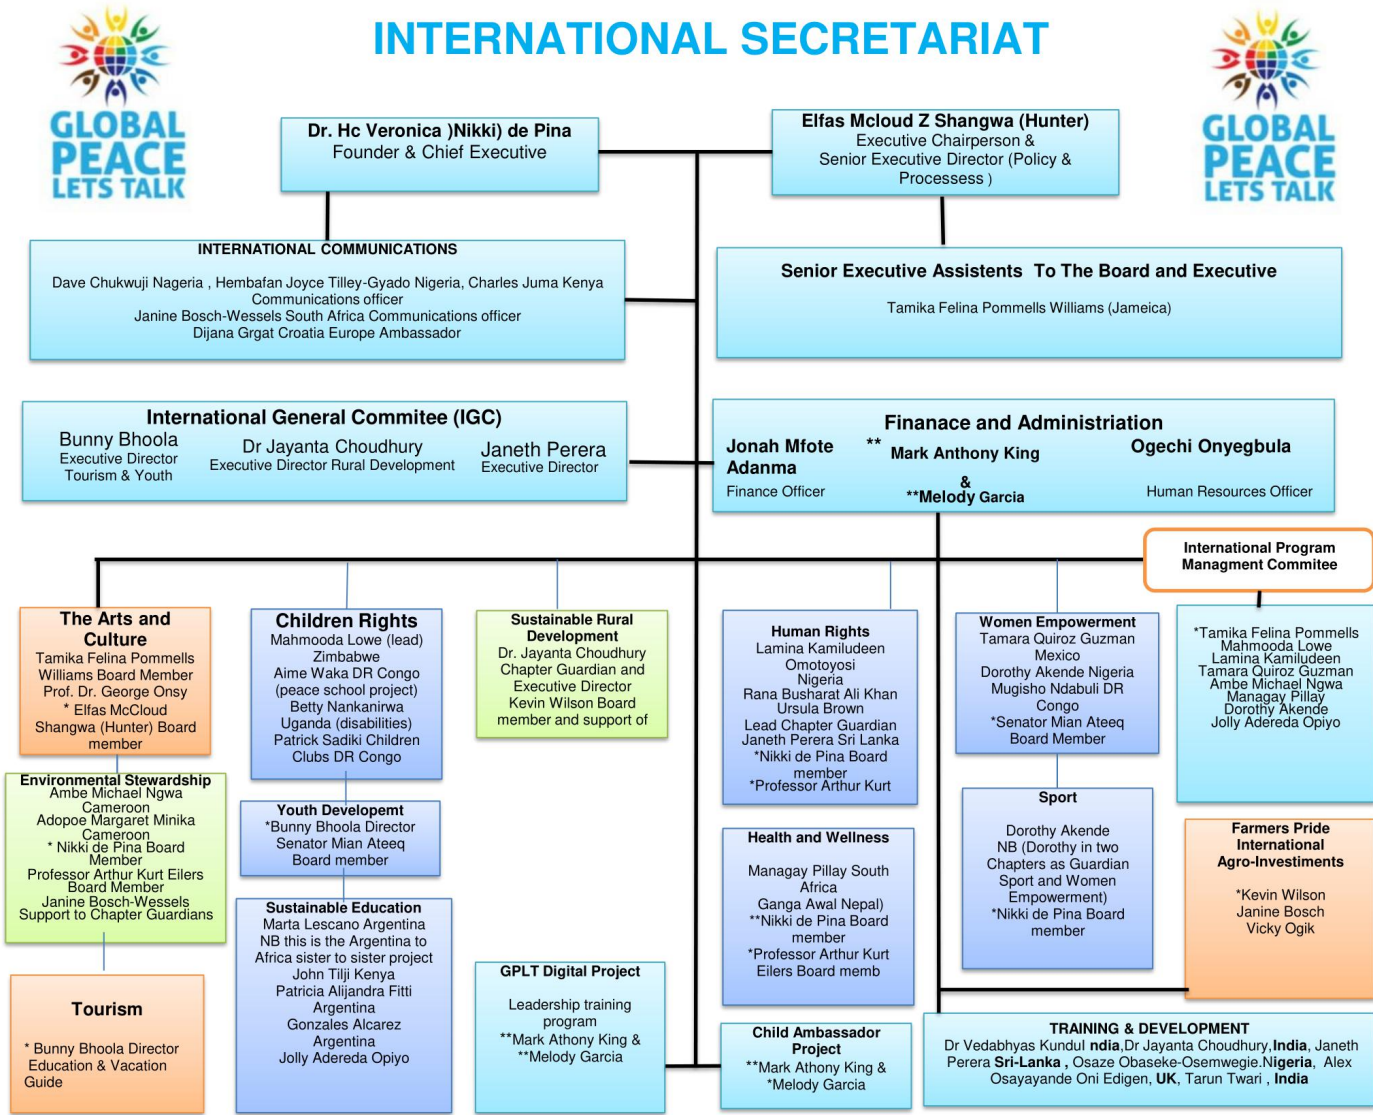 INTERNATIONAL SECRETARIAT
GLOBAL
PEACE
LETS TALK
GLOBAL
PEACE
LETS TALK
Dr. Hc Veronica )Nikki) de Pina
Founder & Chief Executive
Elfas Mcloud Z Shangwa (Hunter)
Executive Chairperson &
Senior Executive Director (Policy &
Processess )
INTERNATIONAL COMMUNICATIONS
Dave Chukwuji Nageria , Hembafan Joyce Tilley-Gyado Nigeria, Charles Juma Kenya
Communications officer
Janine Bosch-Wessels South Africa Communications officer
Dijana Grgat Croatia Europe Ambassador
Senior Executive Assistents To The Board and Executive
Tamika Felina Pommells Williams (Jameica)
International General Commitee (IGC)
Bunny Bhoola
Executive Director
Tourism & Youth
Dr Jayanta Choudhury
Executive Director Rural Development
Janeth Perera
Executive Director
Finanace and Administriation
Jonah Mfote
Adanma
Finance Officer
**
Mark Anthony King
&
**Melody Garcia
Ogechi Onyegbula
Human Resources Officer
International Program
Managment Commitee
The Arts and
Culture
Tamika Felina Pommells
Williams Board Member
Prof. Dr. George Onsy
* Elfas McCloud
Shangwa (Hunter) Board
member
Children Rights
Mahmooda Lowe (lead)
Zimbabwe
Aime Waka DR Congo
(peace school project)
Betty Nankanirwa
Uganda (disabilities)
Patrick Sadiki Children
Clubs DR Congo
Sustainable Rural
Development
Dr. Jayanta Choudhury
Chapter Guardian and
Executive Director
Kevin Wilson Board
member and support of
Human Rights
Lamina Kamiludeen
Omotoyosi
Nigeria
Rana Busharat Ali Khan
Ursula Brown
Lead Chapter Guardian
Janeth Perera Sri Lanka
*Nikki de Pina Board
member
*Professor Arthur Kurt
Women Empowerment
Tamara Quiroz Guzman
Mexico
Dorothy Akende Nigeria
Mugisho Ndabuli DR
Congo
*Senator Mian Ateeq
Board Member
*Tamika Felina Pommells
Mahmooda Lowe
Lamina Kamiludeen
Tamara Quiroz Guzman
Ambe Michael Ngwa
Managay Pillay
Dorothy Akende
Jolly Adereda Opiyo
Environmental Stewardship
Ambe Michael Ngwa
Cameroon
Adopoe Margaret Minika
Cameroon
* Nikki de Pina Board
Member
Professor Arthur Kurt Eilers
Board Member
Janine Bosch-Wessels
Support to Chapter Guardians
Youth Developemt
*Bunny Bhoola Director
Senator Mian Ateeq
Board member
Health and Wellness
Managay Pillay South
Africa
Ganga Awal Nepal)
**Nikki de Pina Board
member
*Professor Arthur Kurt
Eilers Board memb
Sport
Dorothy Akende
NB (Dorothy in two
Chapters as Guardian
Sport and Women
Empowerment)
*Nikki de Pina Board
member
Farmers Pride
International
Agro-Investiments
*Kevin Wilson
Janine Bosch
Vicky Ogik
Sustainable Education
Marta Lescano Argentina
NB this is the Argentina to
Africa sister to sister project
John Tilji Kenya
Patricia Alijandra Fitti
Argentina
Gonzales Alcarez
Argentina
Jolly Adereda Opiyo
Tourism
* Bunny Bhoola Director
Education & Vacation
Guide
GPLT Digital Project
Leadership training
program
**Mark Athony King &
**Melody Garcia
Child Ambassador
Project
**Mark Athony King &
*Melody Garcia
TRAINING & DEVELOPMENT
Dr Vedabhyas Kundul ndia,Dr Jayanta Choudhury,India, Janeth
Perera Sri-Lanka , Osaze Obaseke-Osemwegie.Nigeria, Alex
Osayayande Oni Edigen, UK, Tarun Twari , India